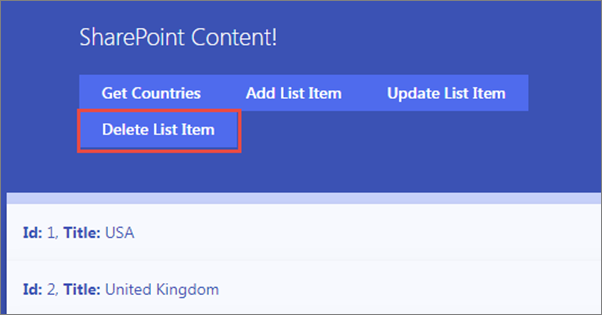 SharePoint Content!
Get Countries Add List Item Update List Item
Delete List Item
Id: 1, Title: USA
Id: 2, Title: United Kingdom